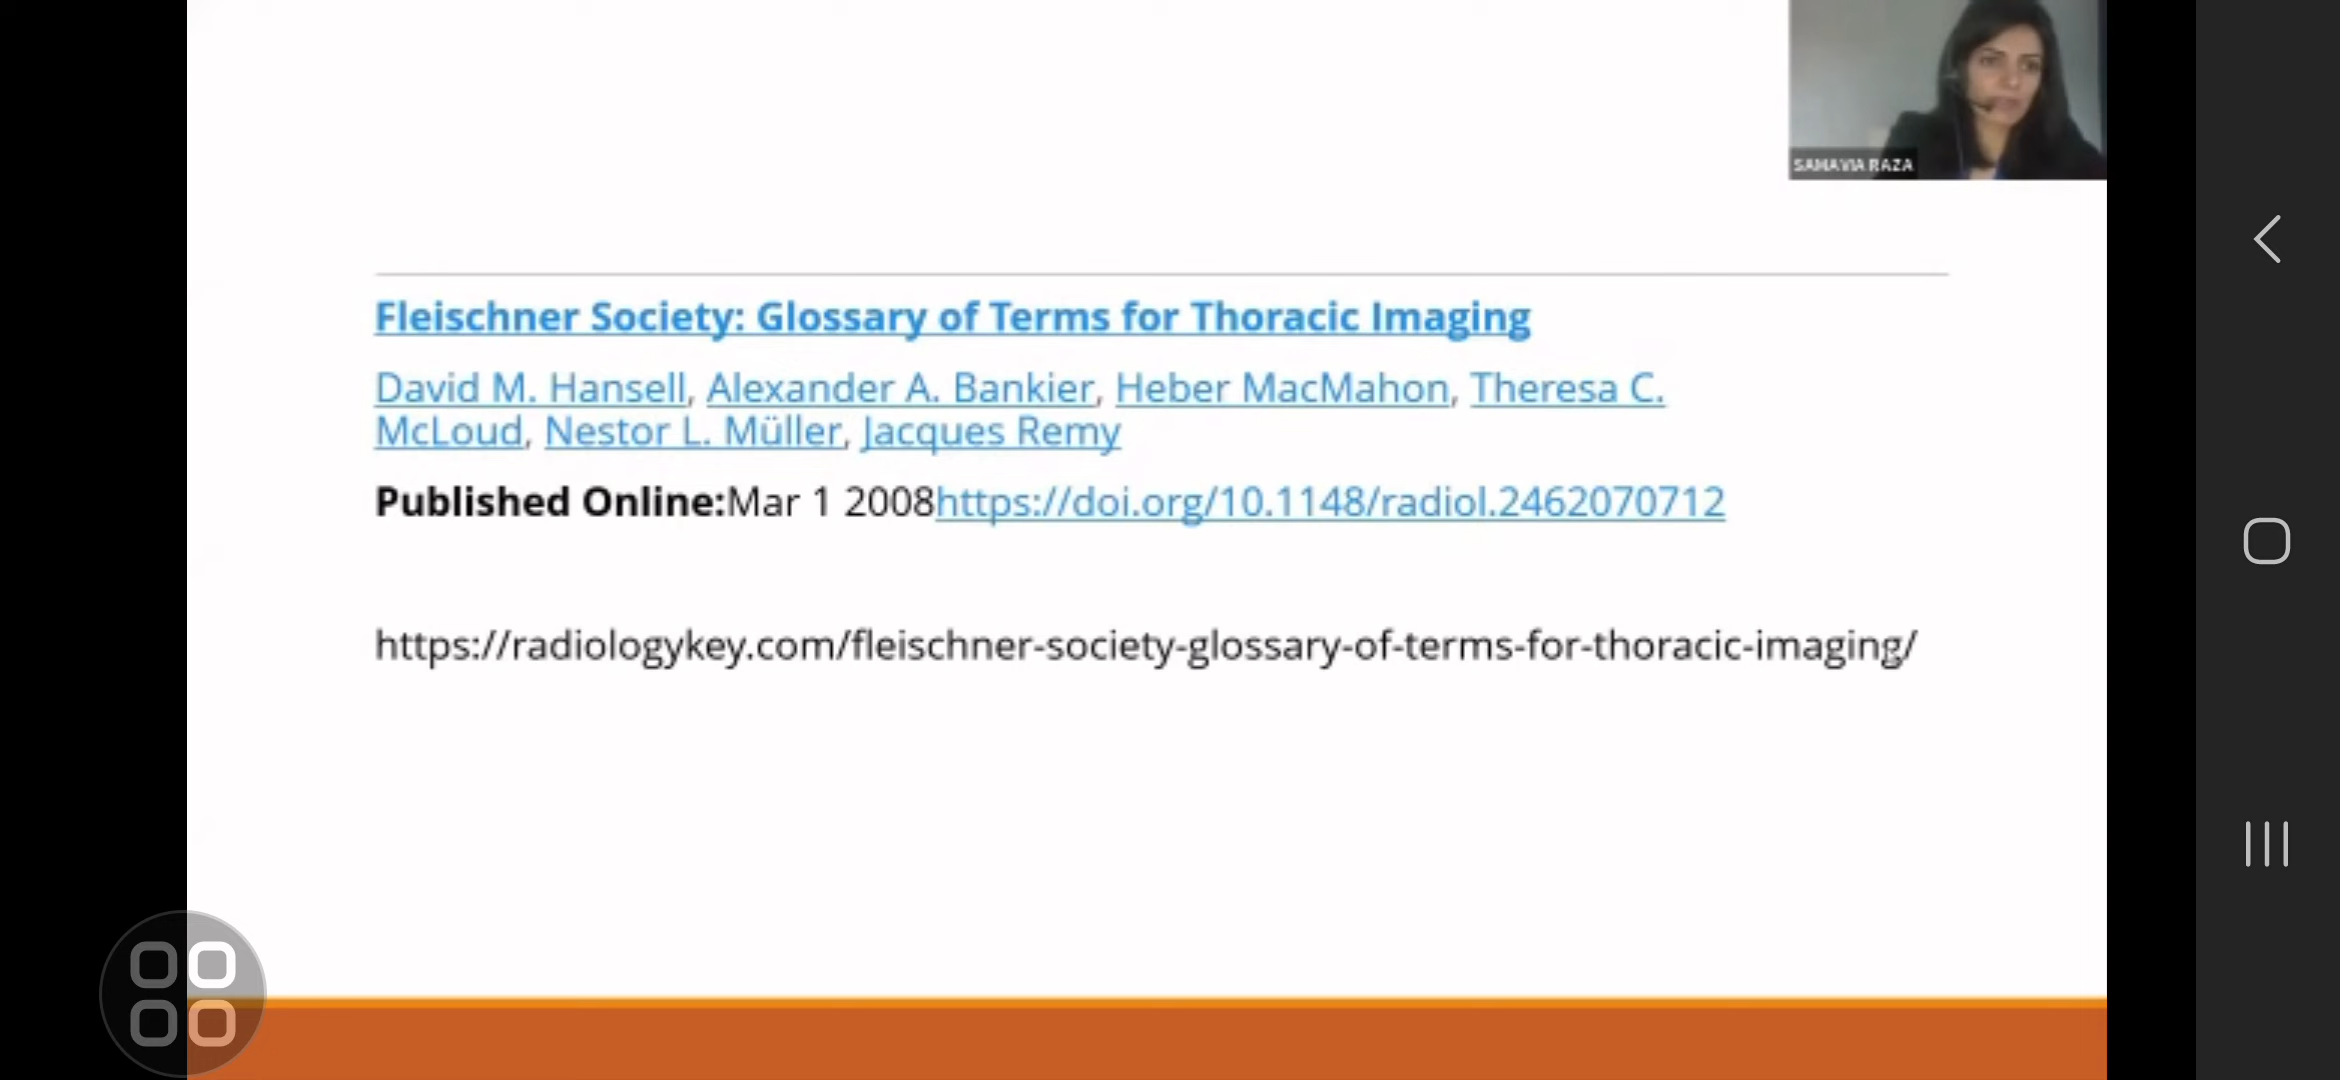 SAMAVIA RAZA
Fleischner Society: Glossary of Terms for Thoracic Imaging
David M. Hansell, Alexander A. Bankier, Heber MacMahon, Theresa C.
McLoud, Nestor L. Müller, Jacques Remy
Published Online:Mar 1 2008https://doi.org/10.1148/radiol.2462070712
https://radiologykey.com/fleischner-society-glossary-of-terms-for-thoracic-imaging/